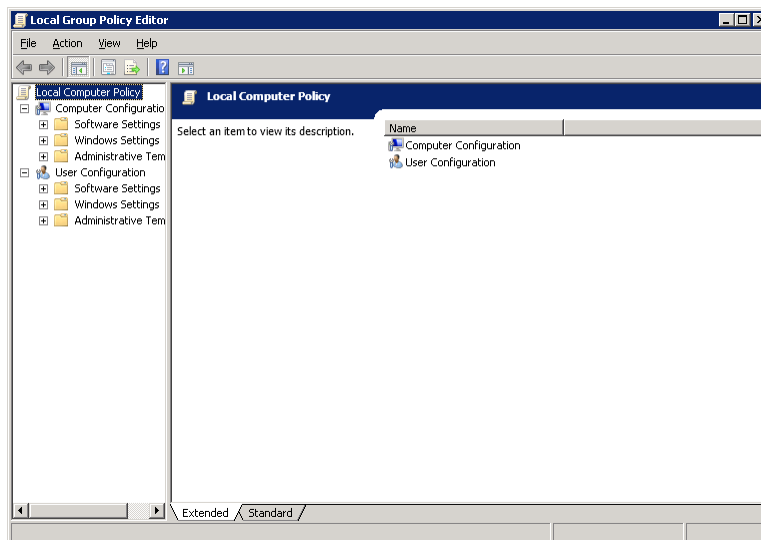 Local Group Policy Editor
File Action View Help
Local Computer Policy
Computer Configuratio
Software Settings
Windows Settings
Administrative Tem
User Configuration
Software Settings
Windows Settings
Administrative Tem
Local Computer Policy
Select an item to view its description.
Name
Computer Configuration
User Configuration
Extended Standard